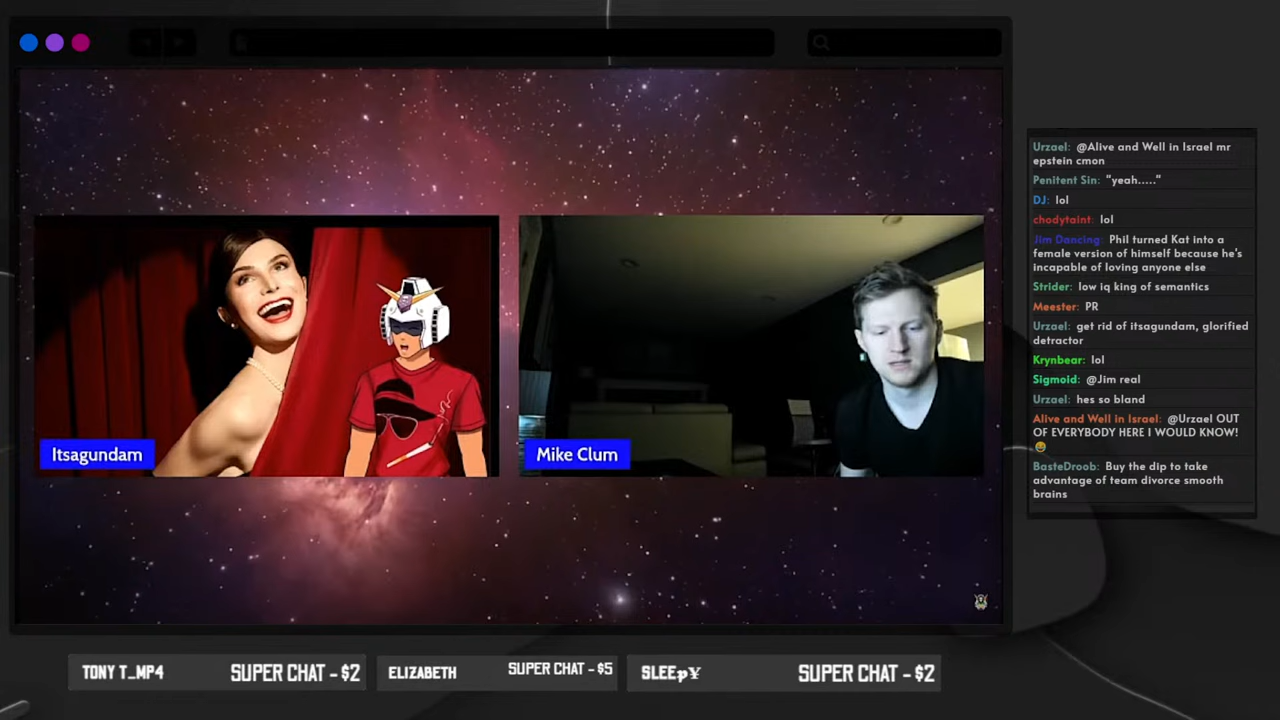 Urzael: @Alive and Well in Israel mr
epstein cmon
Penitent Sin: "yeah....."
DJ: lol
chodytaint: lol
Jim Dancing: Phil turned Kat into a
female version of himself because he's
incapable of loving anyone else
Strider: low iq king of semantics
Meester: PR
Urzael: get rid of itsagundam, glorified
detractor
Krynbear: lol
Sigmoid: @Jim real
Urzael: hes so bland
Alive and Well in Israel: @Urzael OUT
OF EVERYBODY HERE I WOULD KNOW!
😄
BasteDroob: Buy the dip to take
advantage of team divorce smooth
brains
Itsagundam
Mike Clum
TONY T_MP4 SUPER CHAT - $2
ELIZABETH SUPER CHAT - $5
SLEEp¥ SUPER CHAT - $2